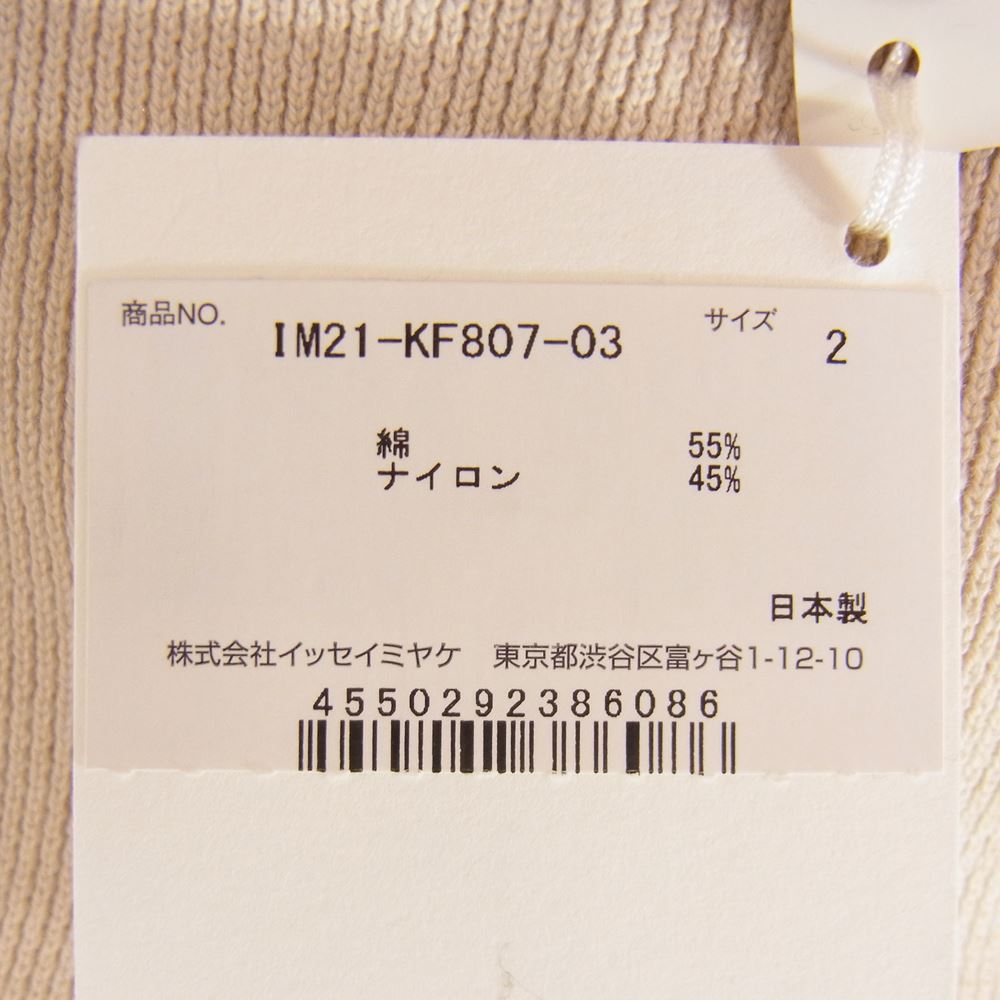 商品NO. IM21-KF807-03 サイズ 2
綿 55%
ナイロン 45%
日本製
株式会社イッセイミヤケ 東京都渋谷区富ヶ谷1-12-10
4550292386086